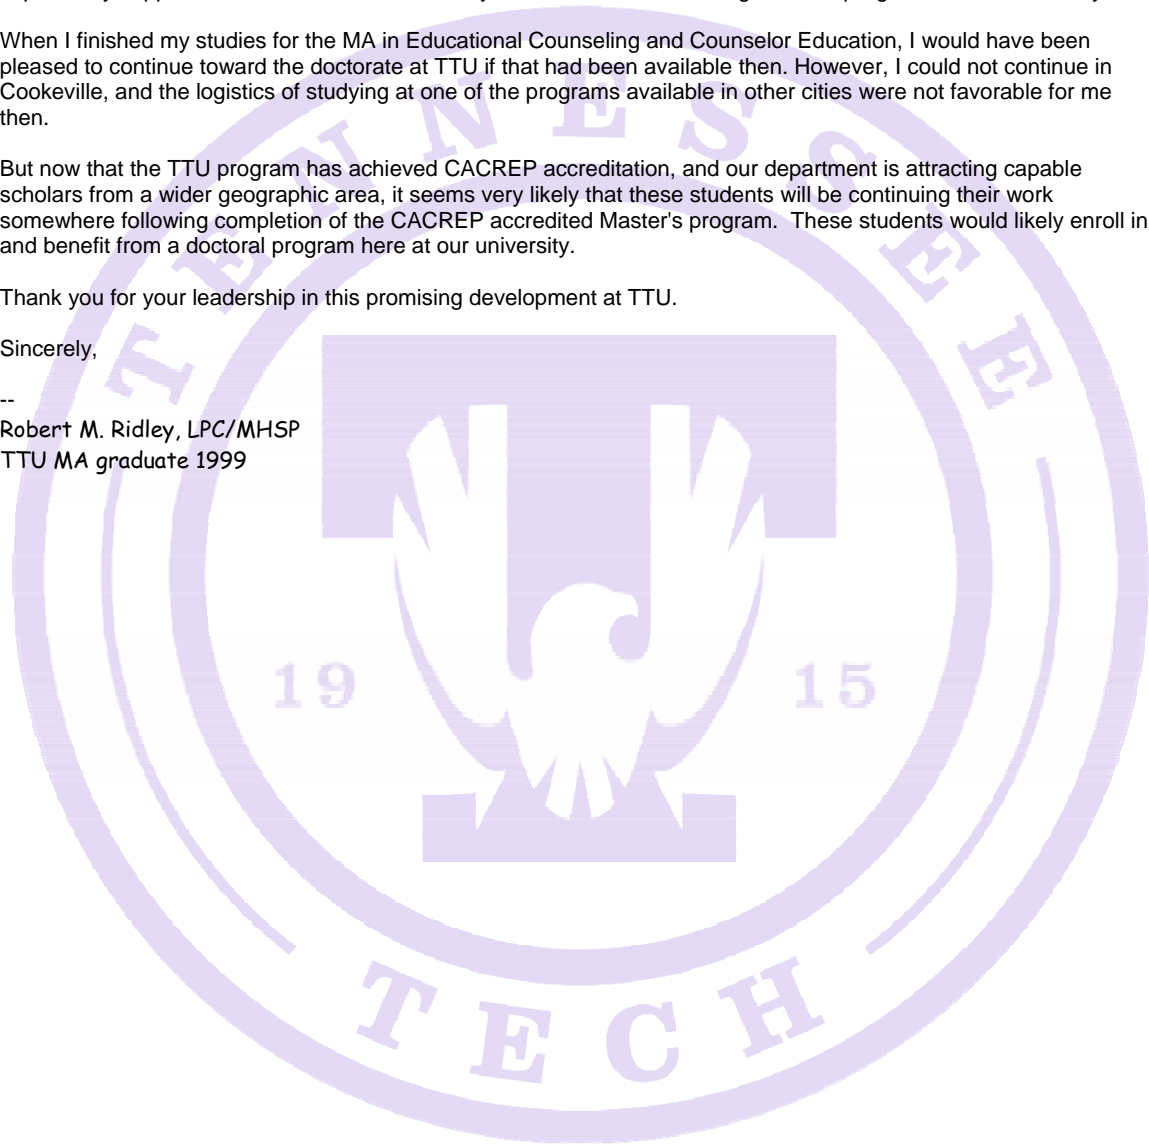 When I finished my studies for the MA in Educational Counseling and Counselor Education, I would have been
pleased to continue toward the doctorate at TTU if that had been available then. However, I could not continue in
Cookeville, and the logistics of studying at one of the programs available in other cities were not favorable for me
then.
But now that the TTU program has achieved CACREP accreditation, and our department is attracting capable
scholars from a wider geographic area, it seems very likely that these students will be continuing their work
somewhere following completion of the CACREP accredited Master's program.  These students would likely enroll in
and benefit from a doctoral program here at our university.
Thank you for your leadership in this promising development at TTU.
Sincerely,
--
Robert M. Ridley, LPC/MHSP
TTU MA graduate 1999
TENNESSEE
19 15
TECH